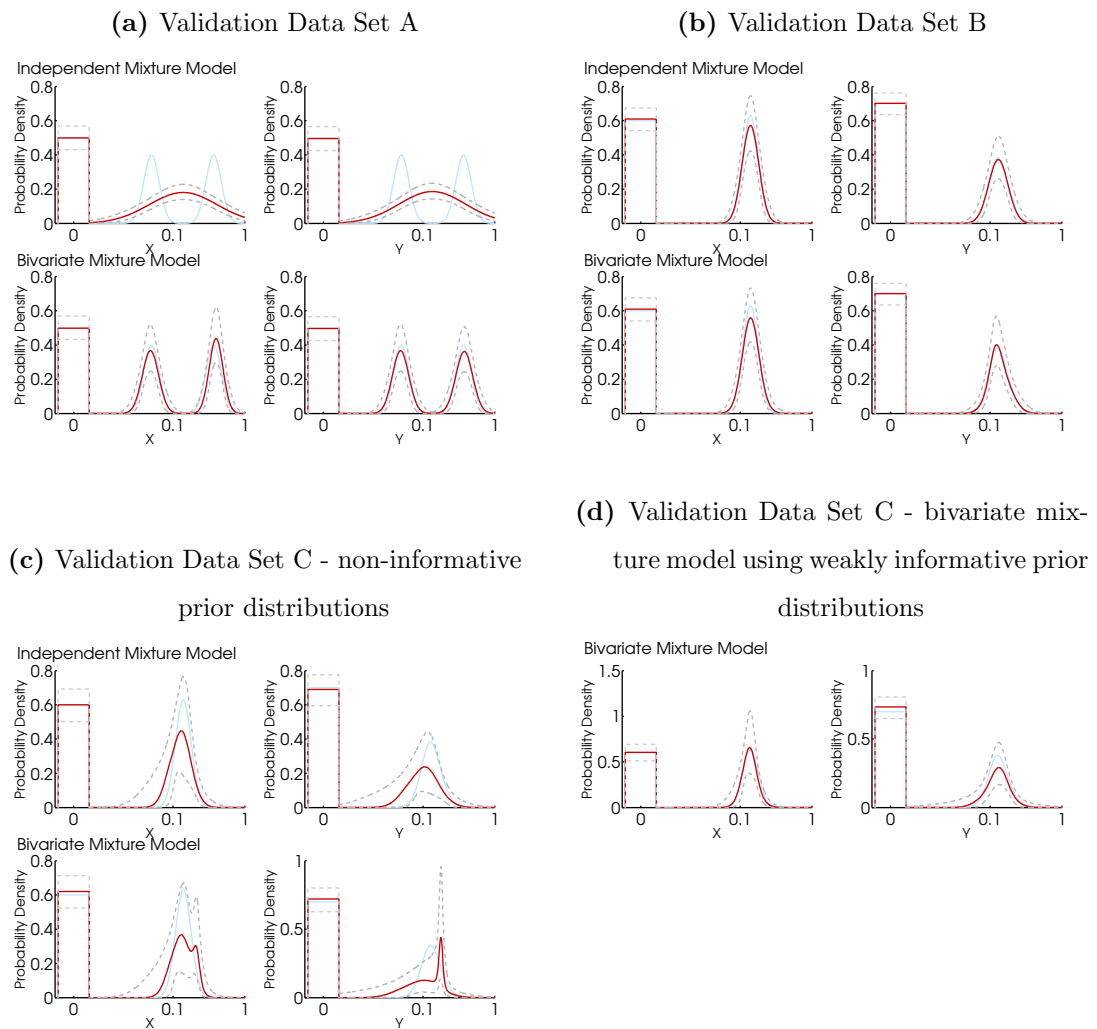 (a) Validation Data Set A
Independent Mixture Model
Probability Density
0.8
0.6
0.4
0.2
0
0
0.1
1
X
Probability Density
0.8
0.6
0.4
0.2
0
0
0.1
1
Y
Bivariate Mixture Model
Probability Density
0.8
0.6
0.4
0.2
0
0
0.1
1
X
Probability Density
0.8
0.6
0.4
0.2
0
0
0.1
1
Y
(b) Validation Data Set B
Independent Mixture Model
Probability Density
0.8
0.6
0.4
0.2
0
0
0.1
1
X
Probability Density
0.8
0.6
0.4
0.2
0
0
0.1
1
Y
Bivariate Mixture Model
Probability Density
0.8
0.6
0.4
0.2
0
0
0.1
1
X
Probability Density
0.8
0.6
0.4
0.2
0
0
0.1
1
Y
(c) Validation Data Set C - non-informative
prior distributions
Independent Mixture Model
Probability Density
0.8
0.6
0.4
0.2
0
0
0.1
1
X
Probability Density
0.8
0.6
0.4
0.2
0
0
0.1
1
Y
Bivariate Mixture Model
Probability Density
0.8
0.6
0.4
0.2
0
0
0.1
1
X
Probability Density
1
0.5
0
0
0.1
1
Y
(d) Validation Data Set C - bivariate mix-
ture model using weakly informative prior
distributions
Bivariate Mixture Model
Probability Density
1.5
1
0.5
0
0
0.1
1
X
Probability Density
1
0.5
0
0
0.1
1
Y